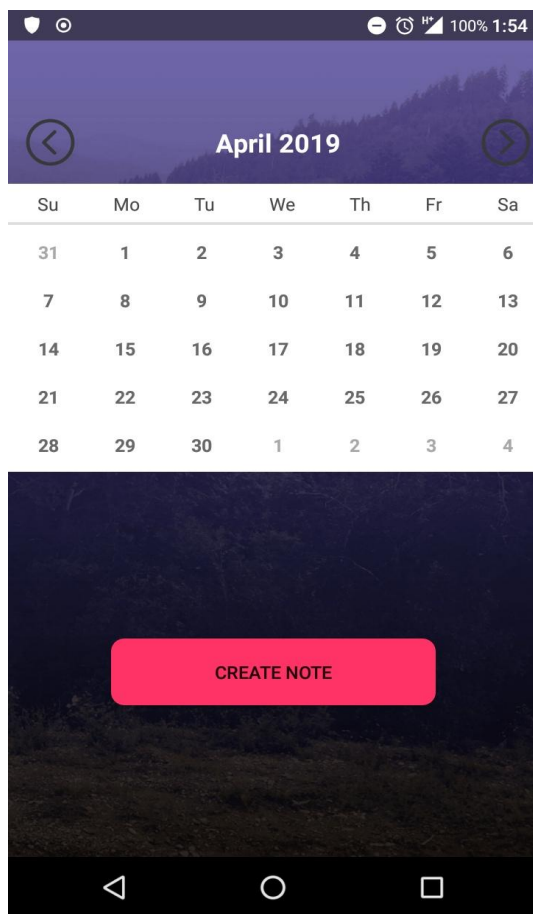 H+ 100% 1:54
April 2019
Su Mo Tu We Th Fr Sa
31 1 2 3 4 5 6
7 8 9 10 11 12 13
14 15 16 17 18 19 20
21 22 23 24 25 26 27
28 29 30 1 2 3 4
CREATE NOTE